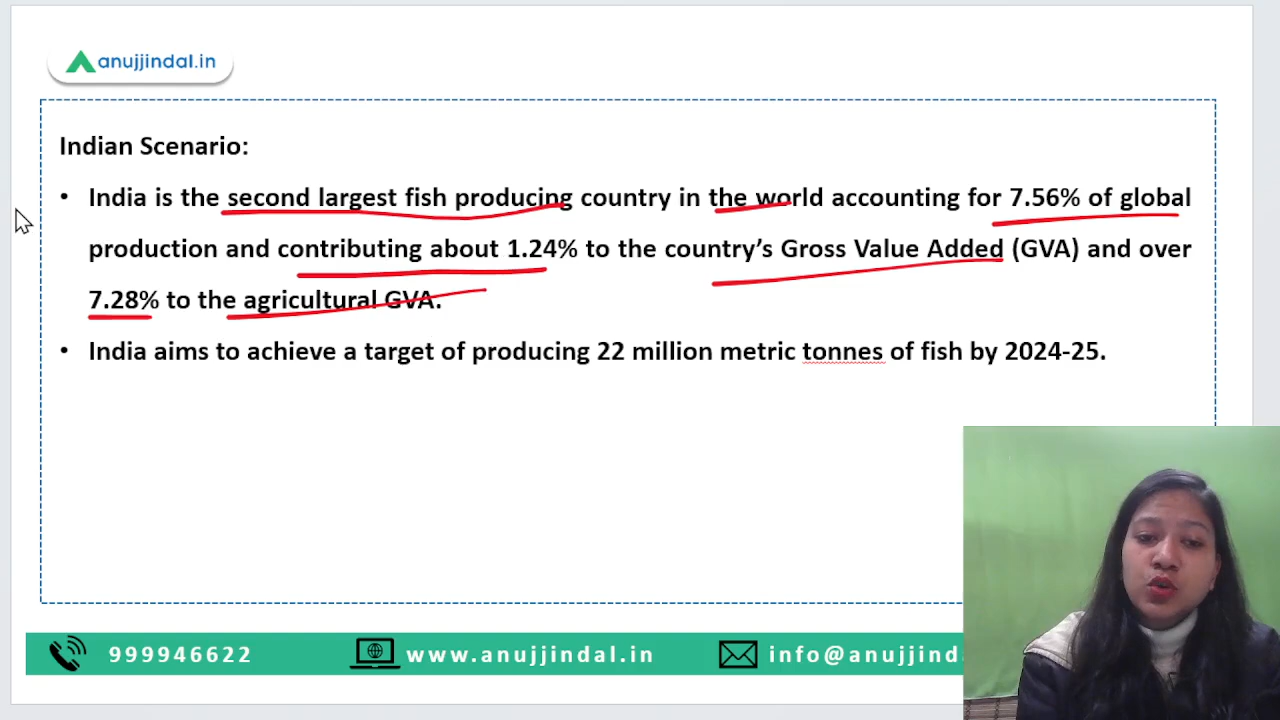 anujjindal.in
Indian Scenario:
• India is the second largest fish producing country in the world accounting for 7.56% of global
production and contributing about 1.24% to the country’s Gross Value Added (GVA) and over
7.28% to the agricultural GVA.
• India aims to achieve a target of producing 22 million metric tonnes of fish by 2024-25.
999946622 www.anujjindal.in